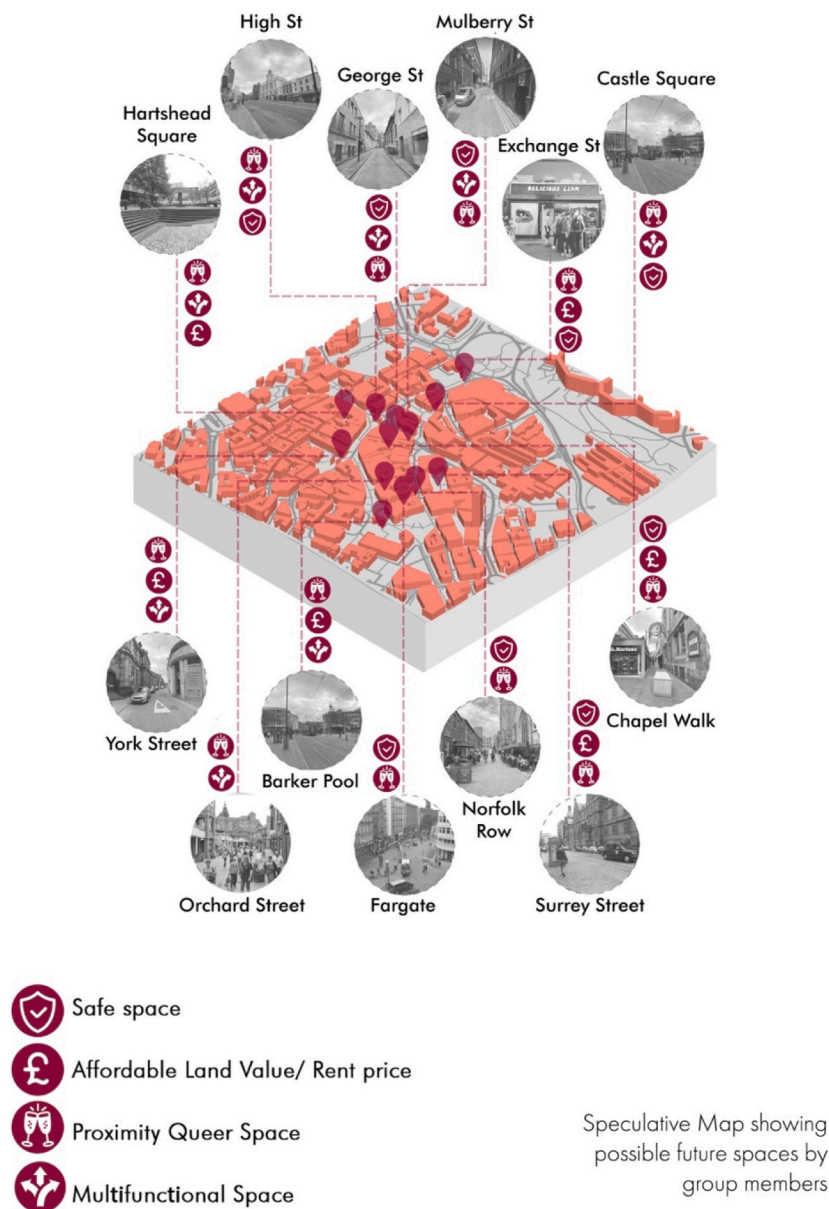 High St
Mulberry St
George St
Castle Square
Hartshead
Square
Exchange St
DELICIOUS LIAM
£
£
£
£
£
£
Chapel Walk
York Street
Barker Pool
Norfolk
Row
Orchard Street
Fargate
Surrey Street
Safe space
£ Affordable Land Value/ Rent price
Proximity Queer Space
Multifunctional Space
Speculative Map showing
possible future spaces by
group members